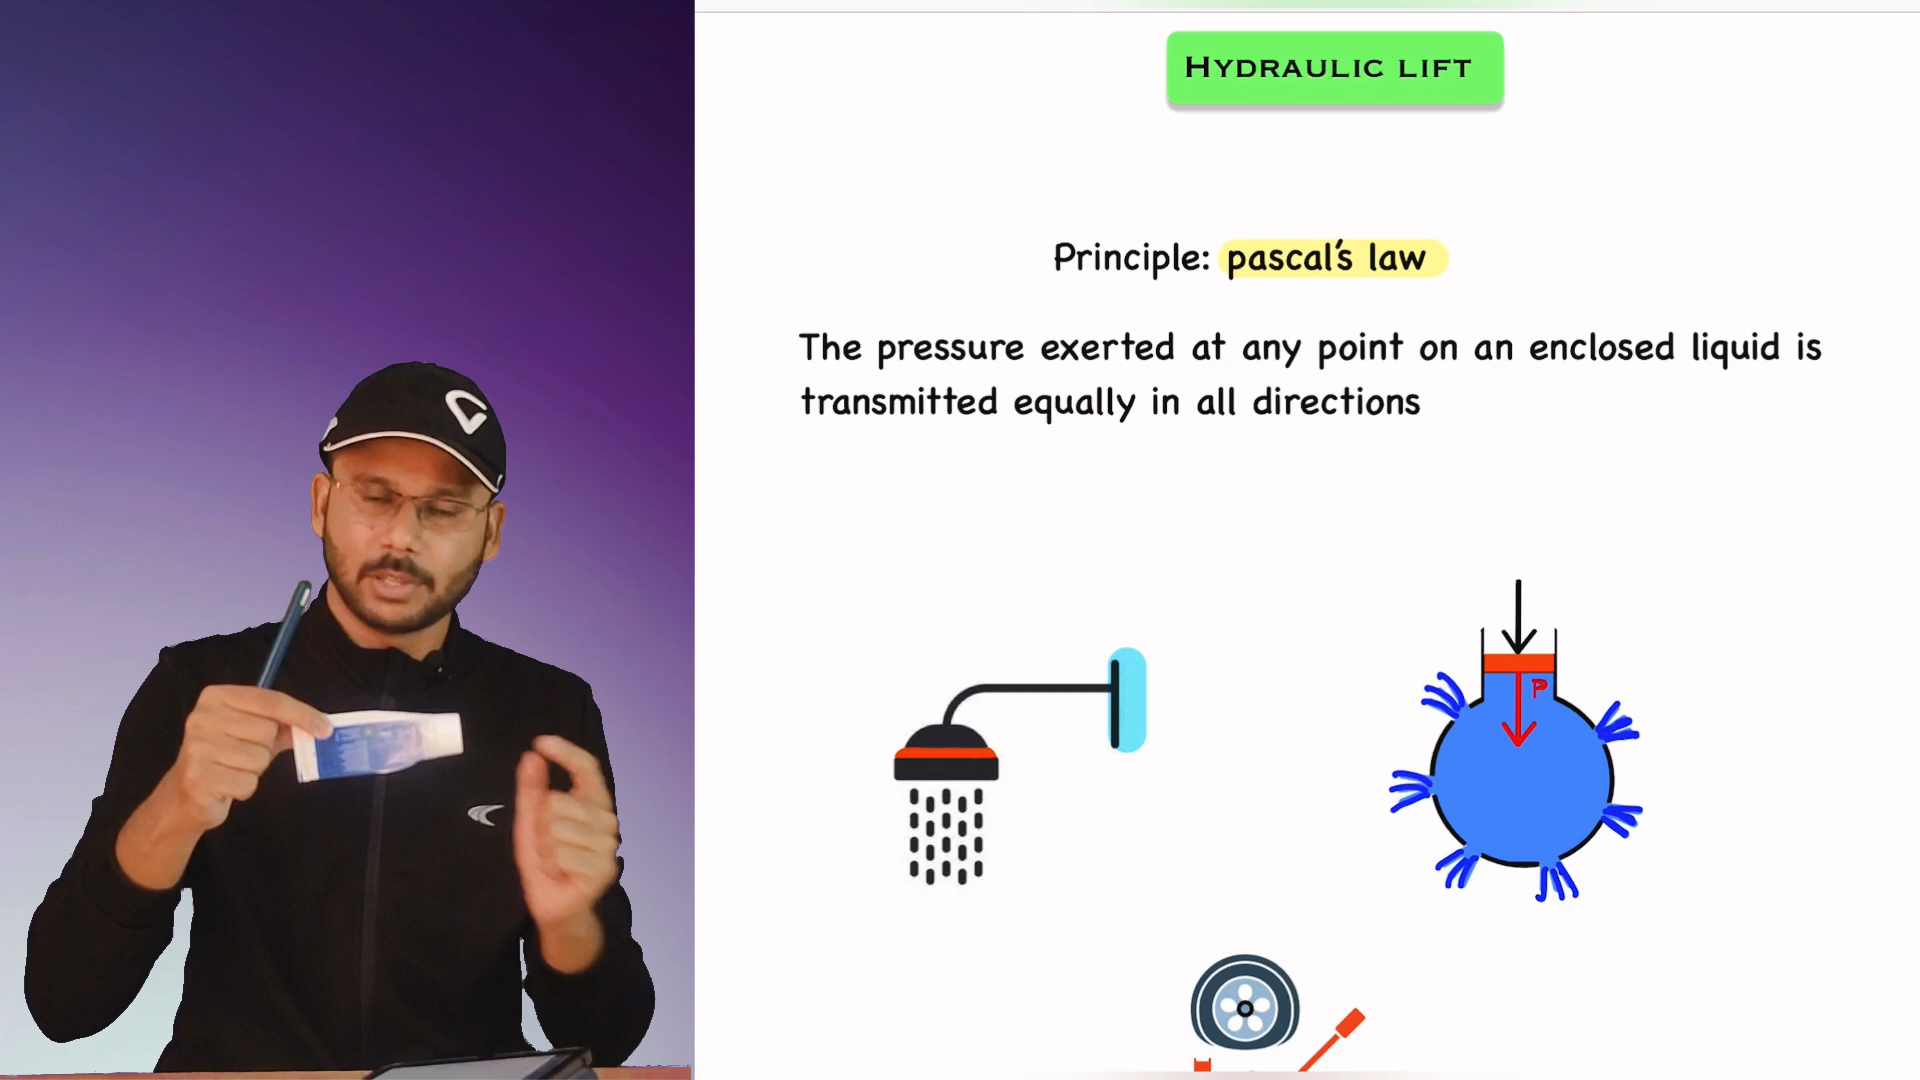 HYDRAULIC LIFT
Principle: pascal's law
The pressure exerted at any point on an enclosed liquid is
transmitted equally in all directions
P